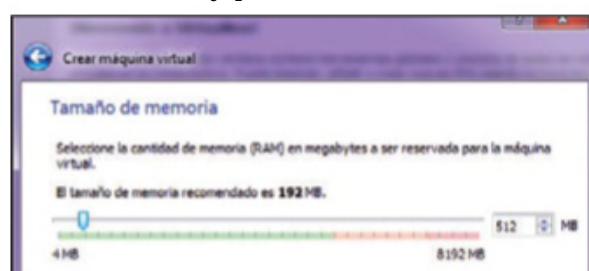 Crear máquina virtual
Tamaño de memoria
Seleccione la cantidad de memoria (RAM) en megabytes a ser reservada para la máquina
virtual.
El tamaño de memoria recomendado es 192 MB.
512 MB
4 MB 8192 MB